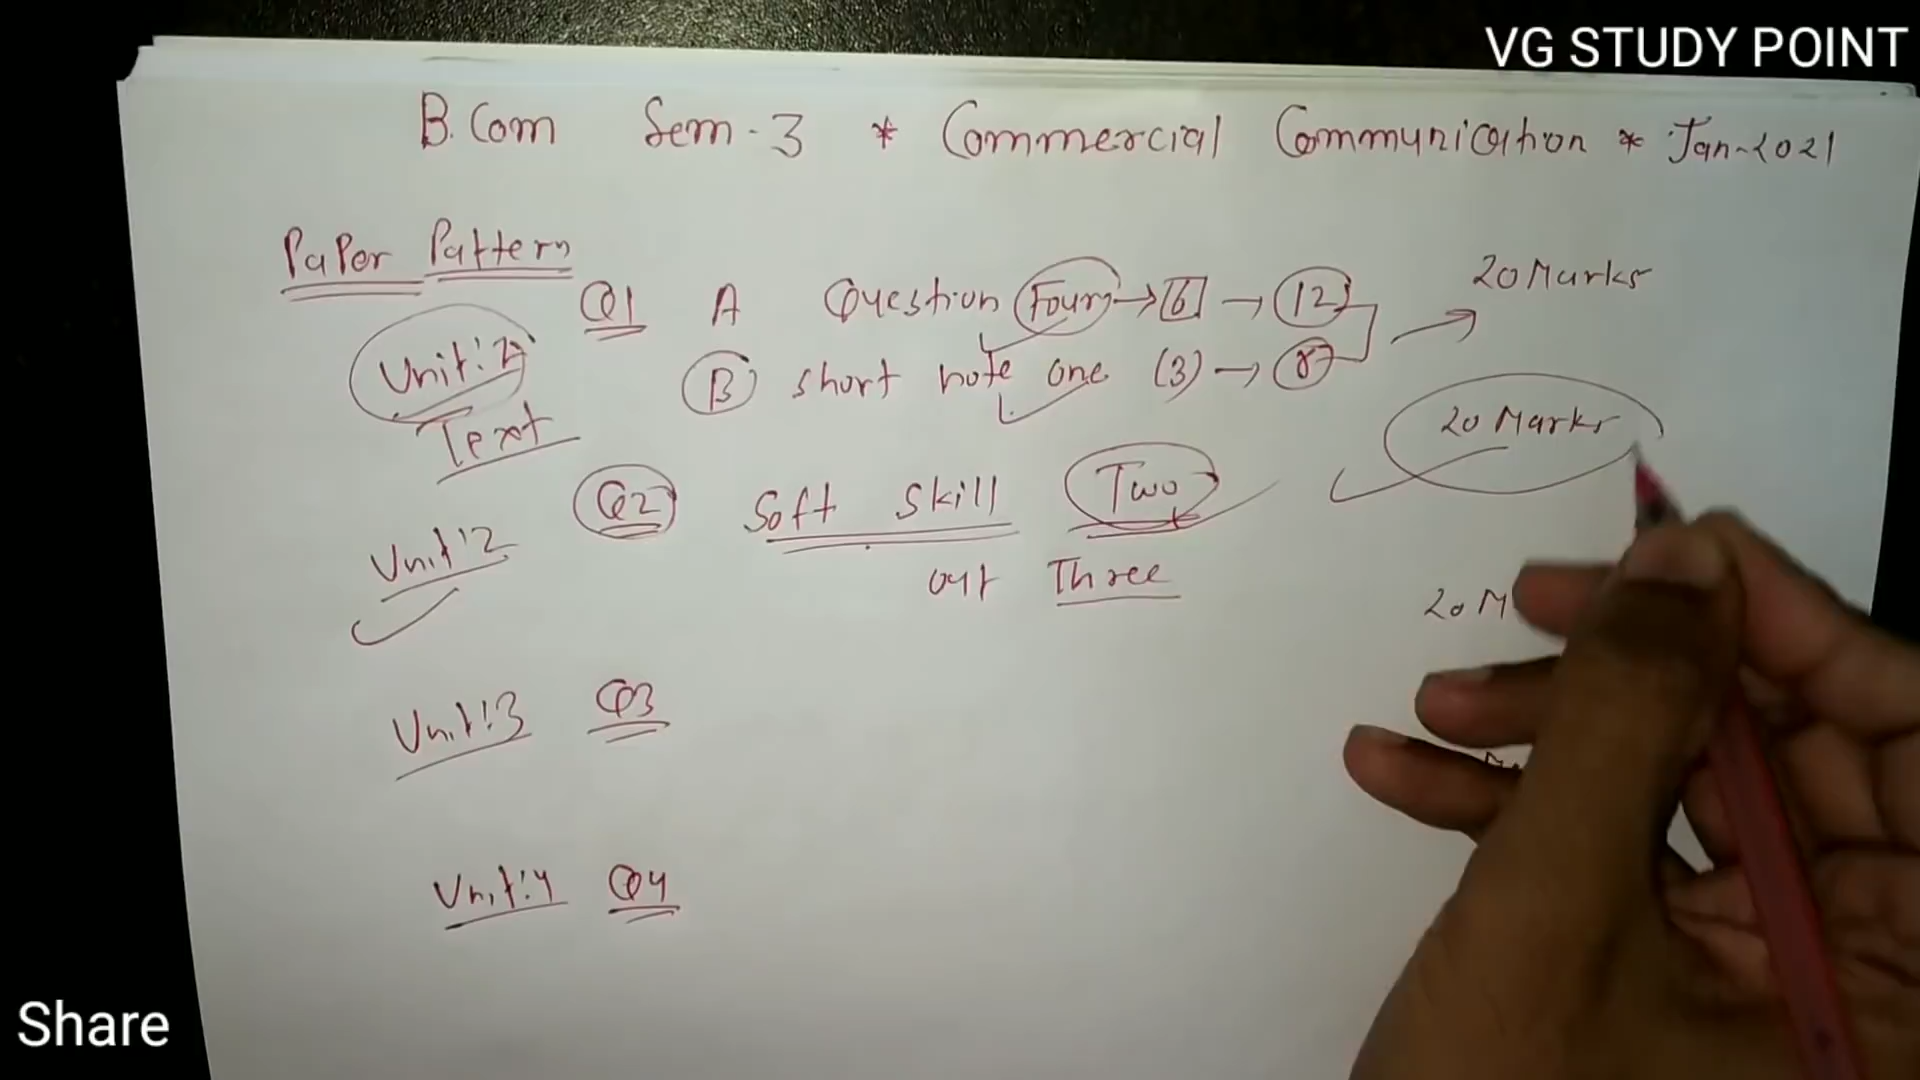 VG STUDY POINT
B.Com Sem-3 * Commercial Communication * Jan-2021
Paper Pattern
Q1 A Question Four → 6 → 12 → 20 Marks
Unit:
B short note one (3) → 8
Text
20 Marks
Q2 Soft Skill Two
Unit:2
out Three
20 M
Unit:3 Q3
Unit:4 Q4
Share